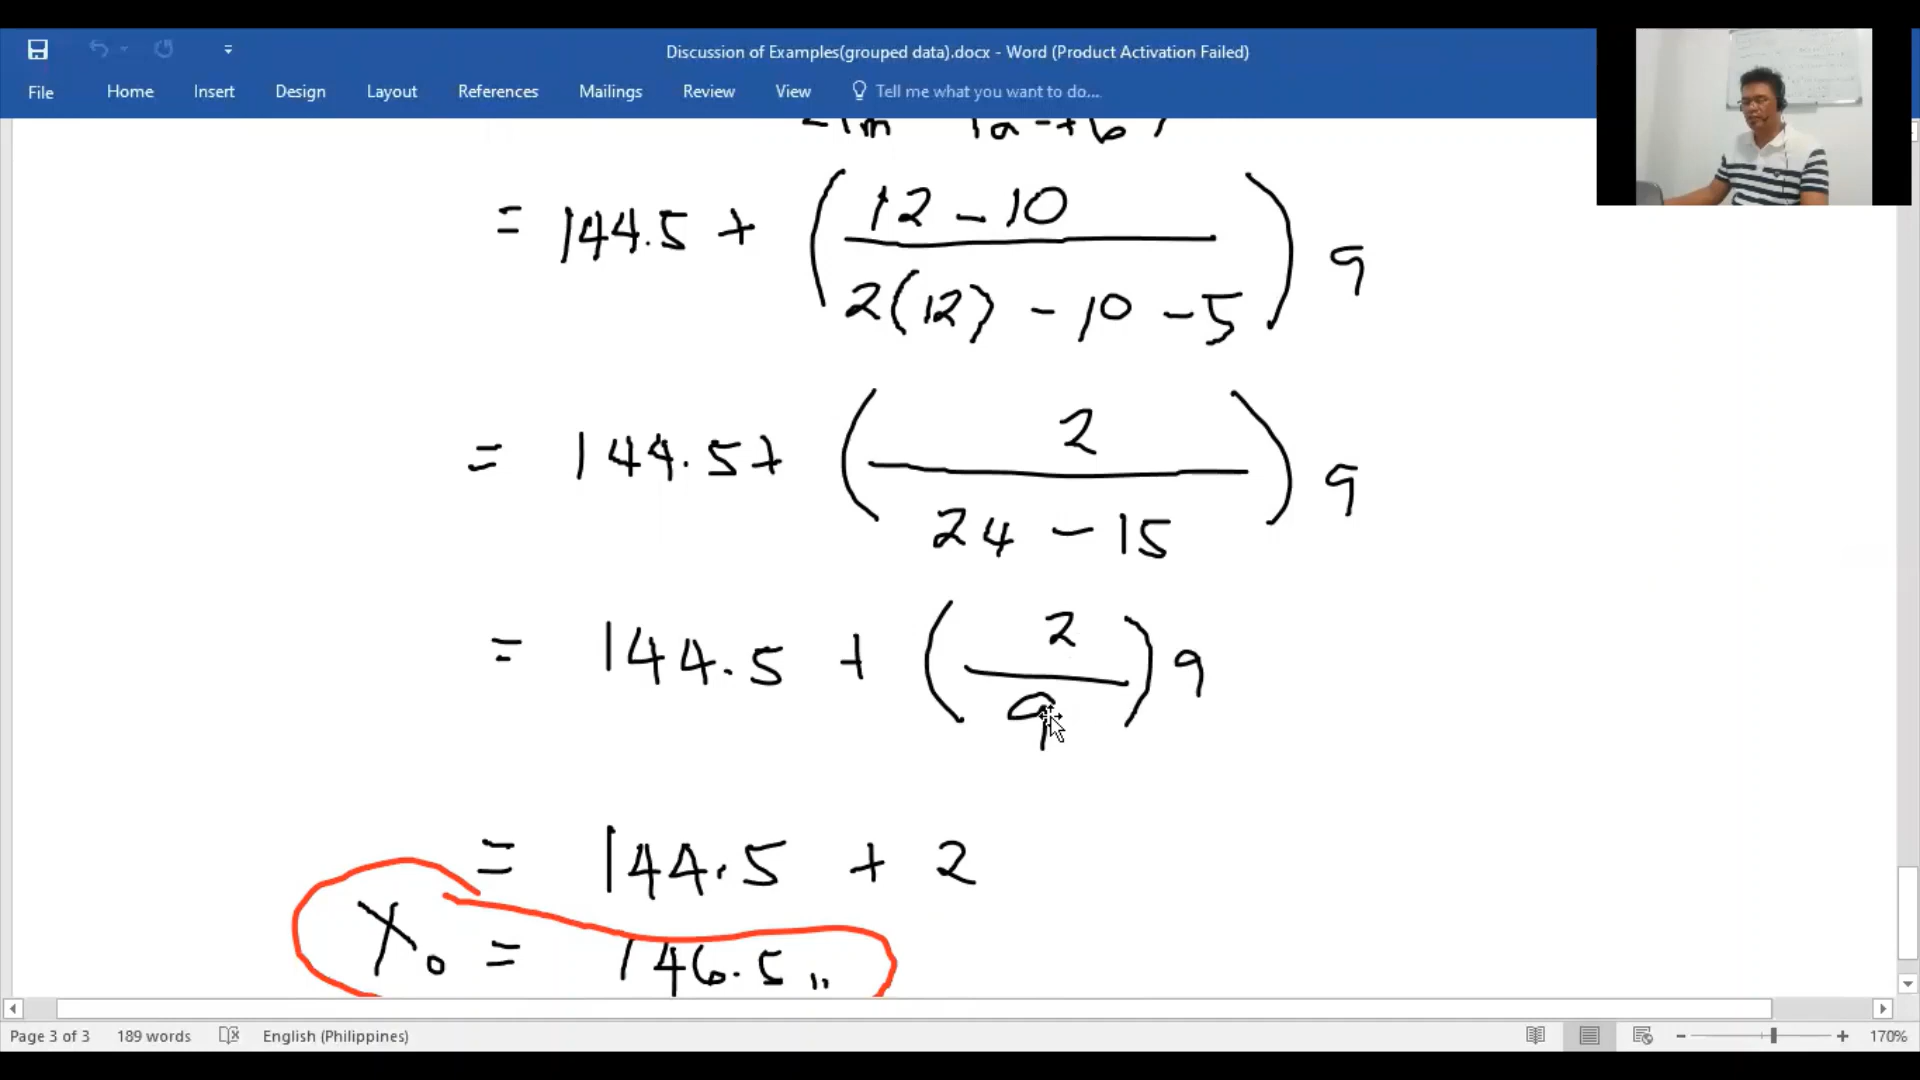 Discussion of Examples(grouped data).docx - Word (Product Activation Failed)
File Home Insert Design Layout References Mailings Review View Tell me what you want to do...
= 144.5 + ( 12 - 10
2(12) - 10 - 5 ) 9
= 144.5 + ( 2
24 - 15 ) 9
= 144.5 + ( 2
9 ) 9
= 144.5 + 2
X₀ = 146.5 "
Page 3 of 3 189 words English (Philippines) 170%